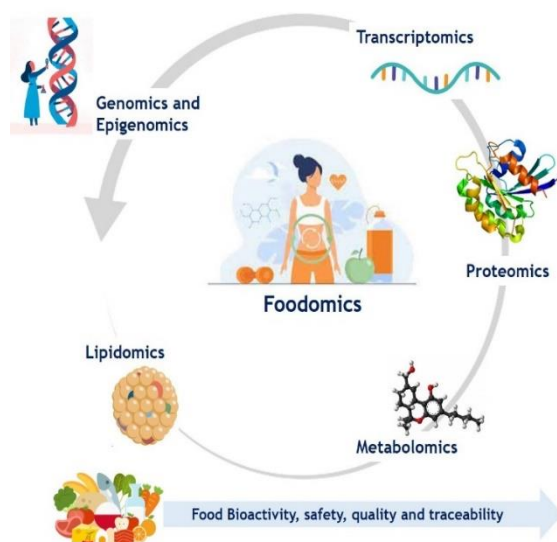 Transcriptomics
Genomics and
Epigenomics
Proteomics
Foodomics
Lipidomics
Metabolomics
Food Bioactivity, safety, quality and traceability